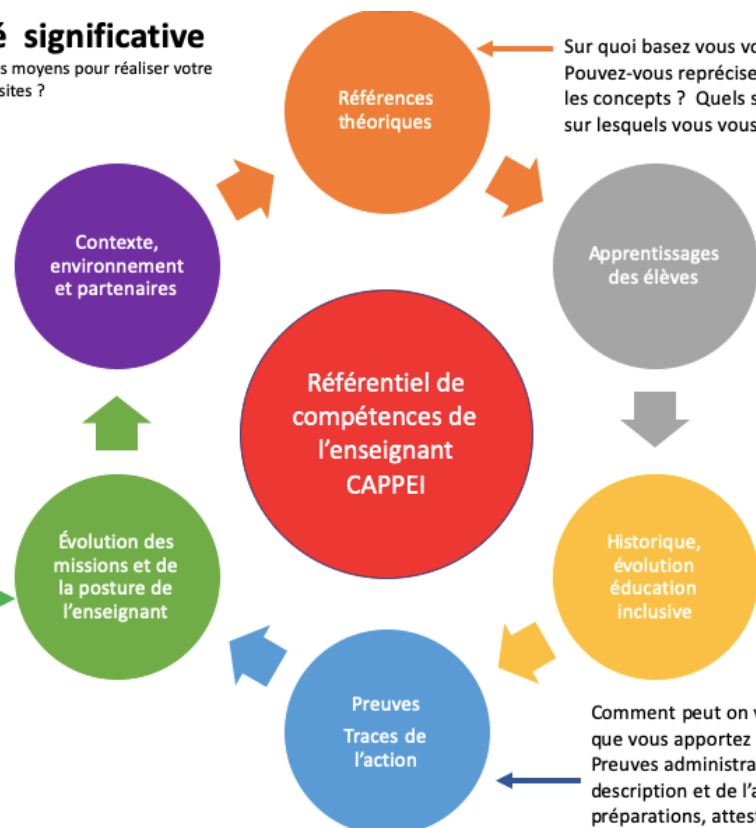 é significative
s moyens pour réaliser votre
sites ?
Sur quoi basez vous vo
Pouvez-vous reprécise
les concepts ? Quels s
sur lesquels vous vous
Références
théoriques
Contexte,
environnement
et partenaires
Apprentissages
des élèves
Référentiel de
compétences de
l’enseignant
CAPPEI
Évolution des
missions et de
la posture de
l’enseignant
Historique,
évolution
éducation
inclusive
Preuves
Traces de
l’action
Comment peut on v
que vous apportez
Preuves administra
description et de l’a
préparations, attes